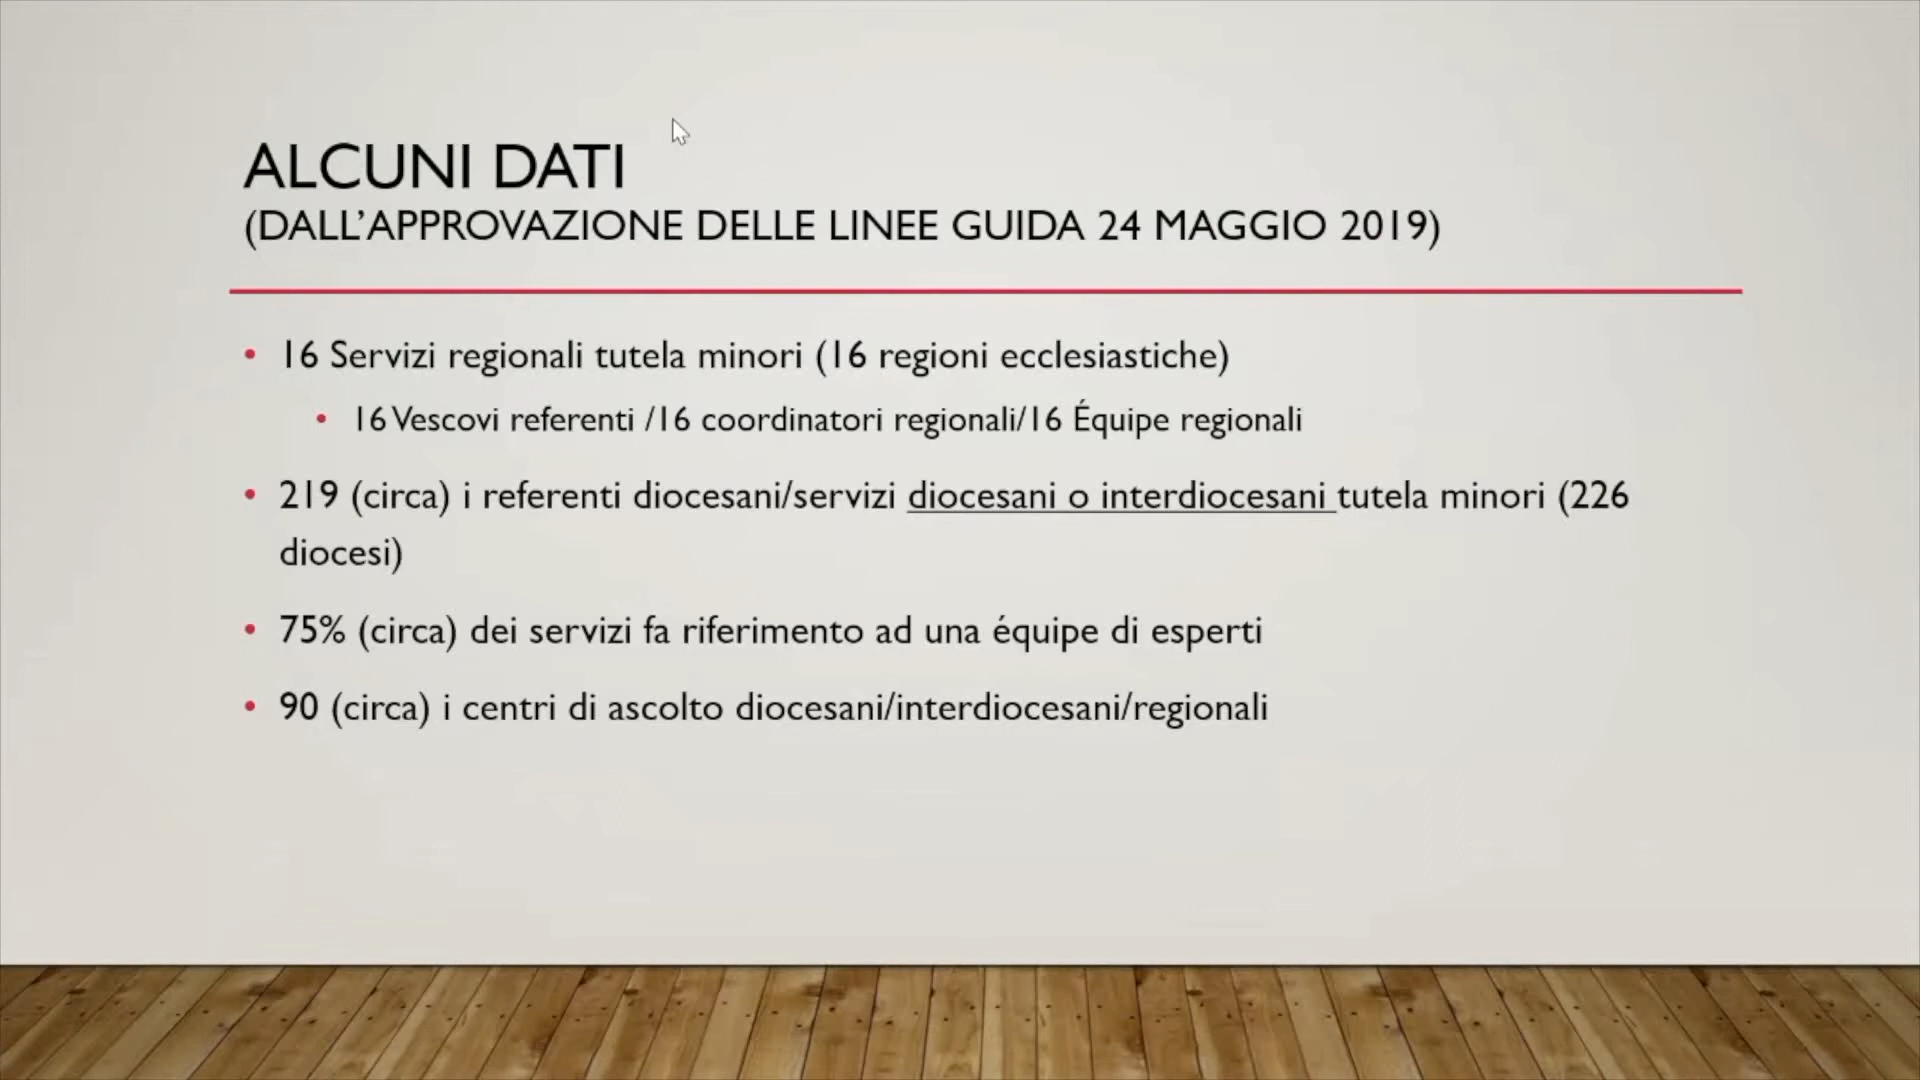 ALCUNI DATI
(DALL’APPROVAZIONE DELLE LINEE GUIDA 24 MAGGIO 2019)
• 16 Servizi regionali tutela minori (16 regioni ecclesiastiche)
• 16 Vescovi referenti /16 coordinatori regionali/16 Équipe regionali
• 219 (circa) i referenti diocesani/servizi diocesani o interdiocesani tutela minori (226
diocesi)
• 75% (circa) dei servizi fa riferimento ad una équipe di esperti
• 90 (circa) i centri di ascolto diocesani/interdiocesani/regionali